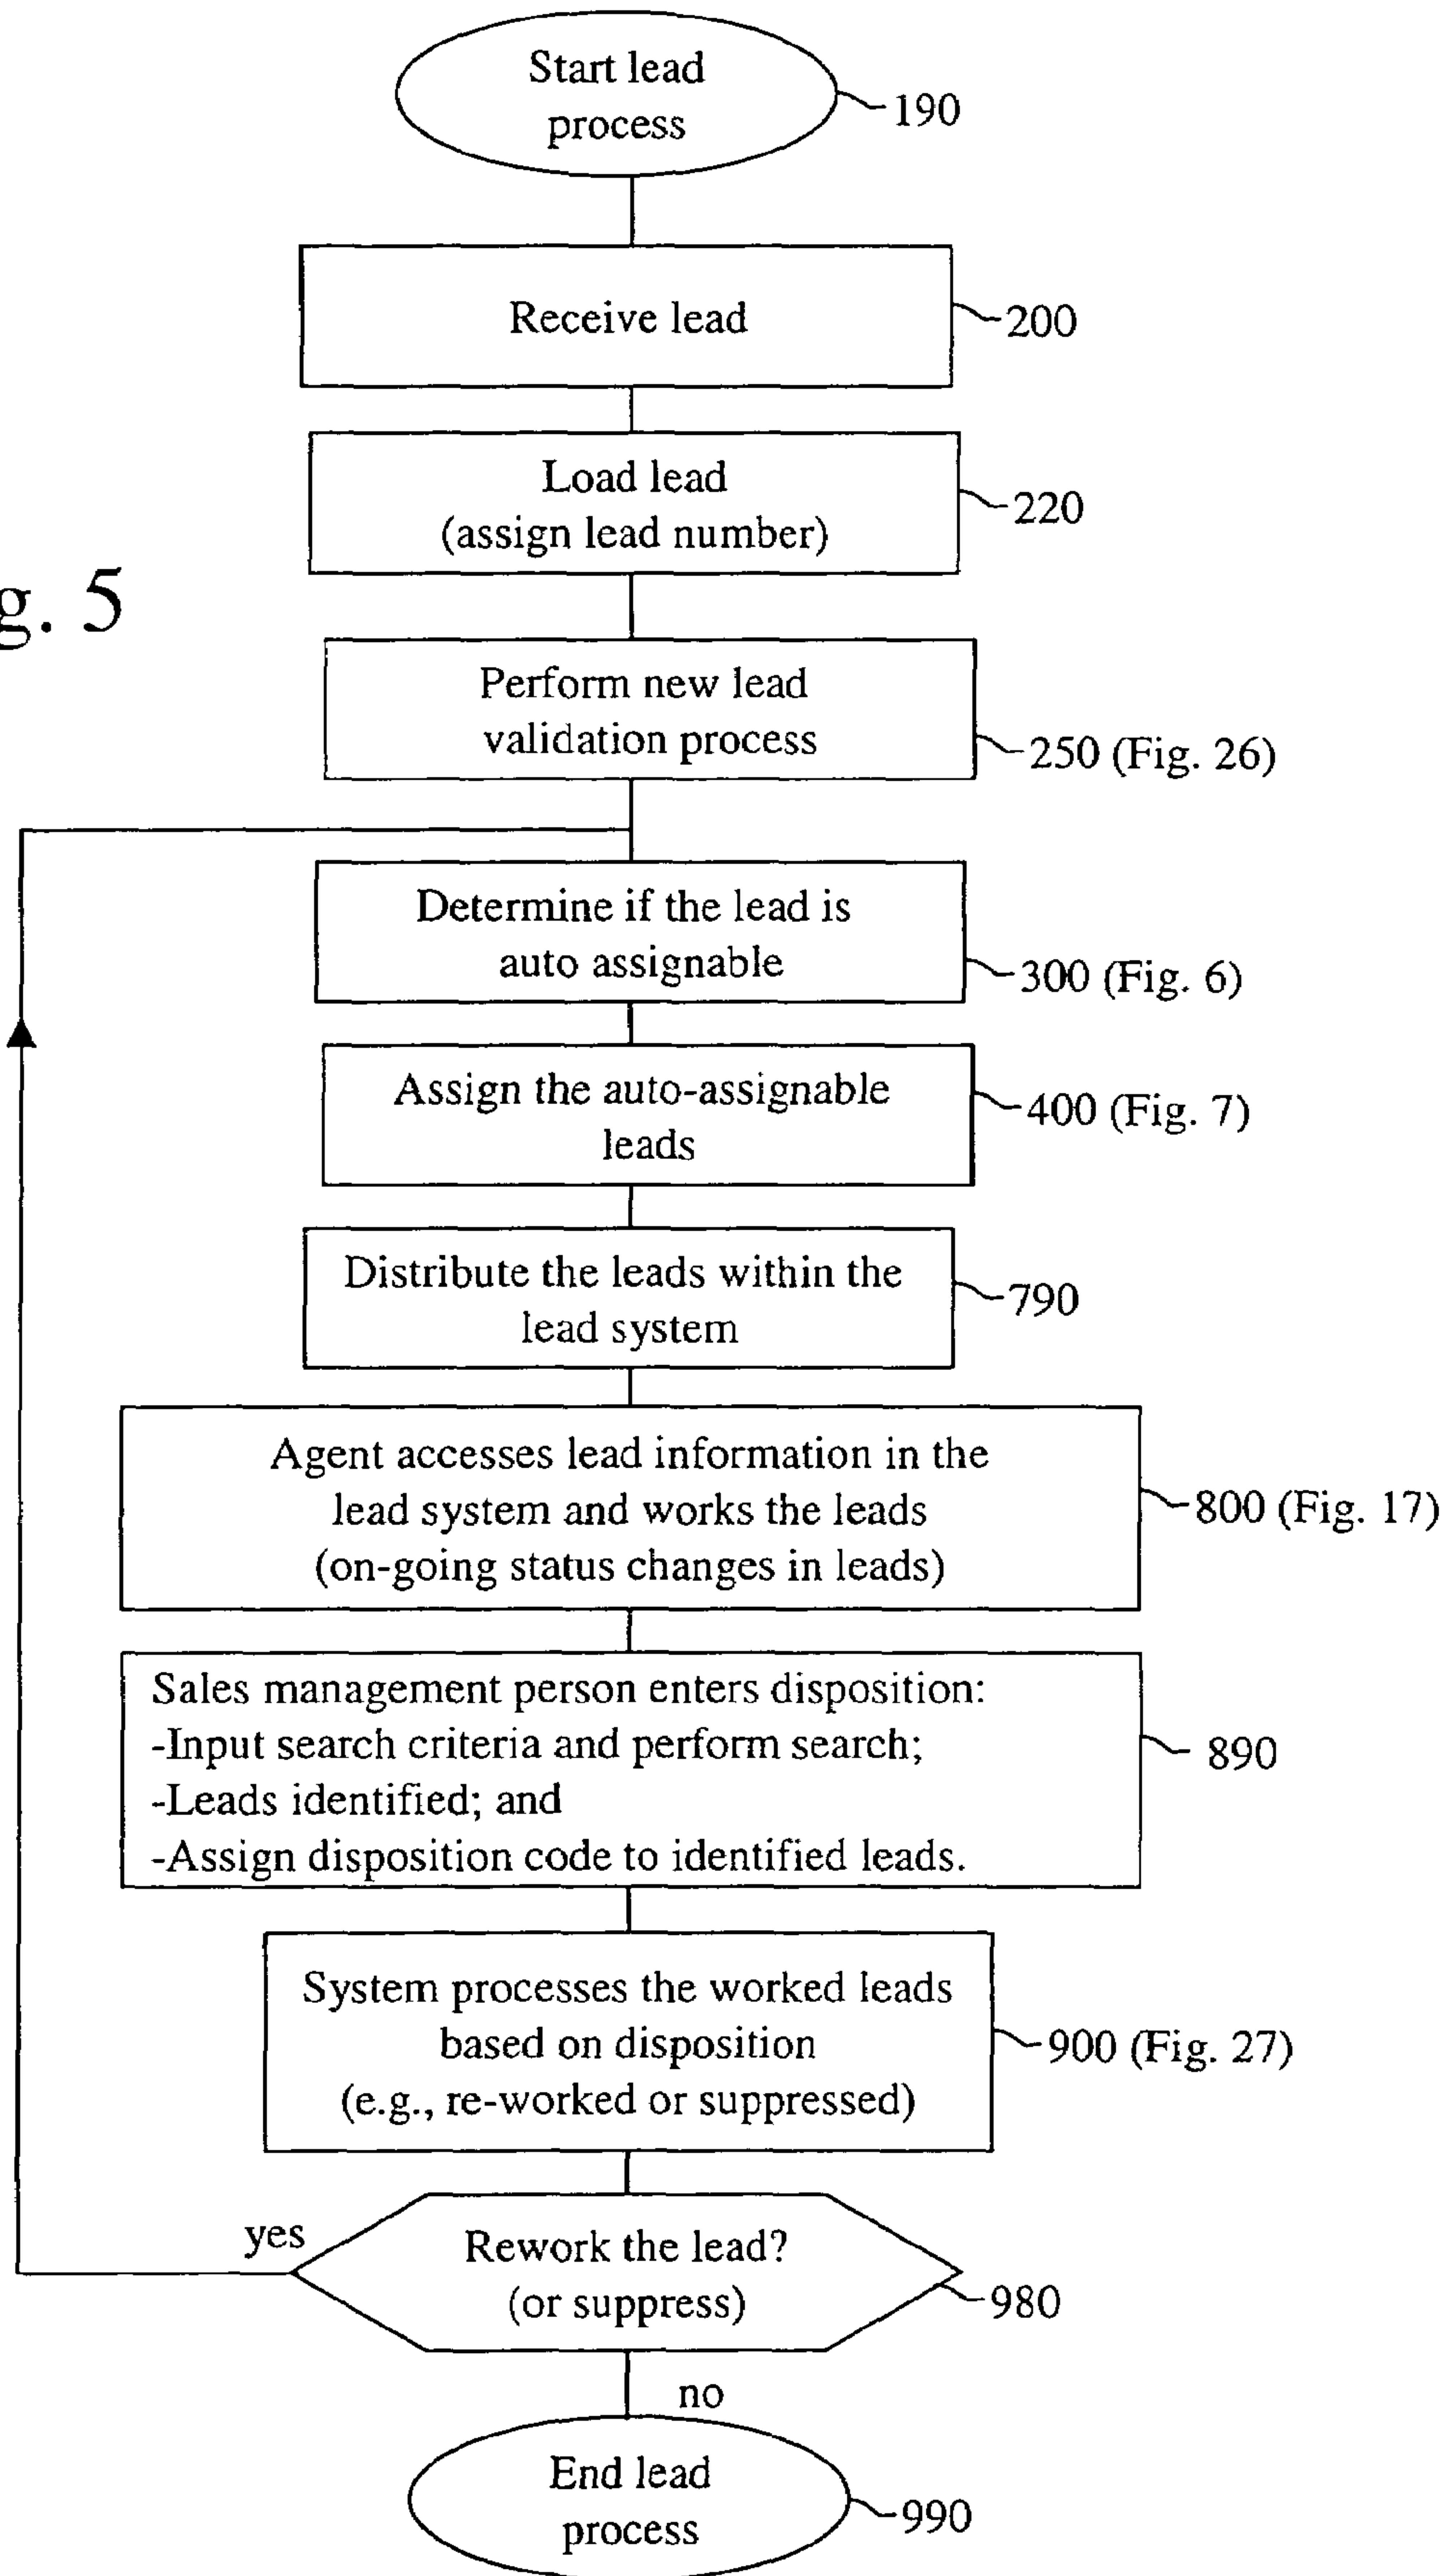 Start lead
process
190
Receive lead
200
Load lead
(assign lead number)
220
g. 5
Perform new lead
validation process
250 (Fig. 26)
Determine if the lead is
auto assignable
300 (Fig. 6)
Assign the auto-assignable
leads
400 (Fig. 7)
Distribute the leads within the
lead system
790
Agent accesses lead information in the
lead system and works the leads
(on-going status changes in leads)
800 (Fig. 17)
Sales management person enters disposition:
-Input search criteria and perform search;
-Leads identified; and
-Assign disposition code to identified leads.
890
System processes the worked leads
based on disposition
(e.g., re-worked or suppressed)
900 (Fig. 27)
yes
Rework the lead?
(or suppress)
980
no
End lead
process
990